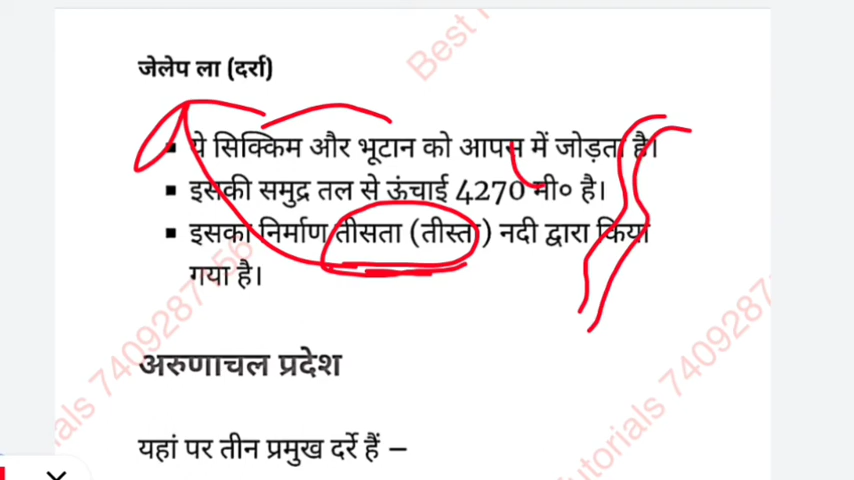 Best
जेलेप ला (दर्रा)
ये सिक्किम और भूटान को आपस में जोड़ता है।
इसकी समुद्र तल से ऊंचाई 4270 मी० है।
इसका निर्माण तीसता (तीस्ता) नदी द्वारा किया
गया है।
अरुणाचल प्रदेश
यहां पर तीन प्रमुख दर्रे हैं –